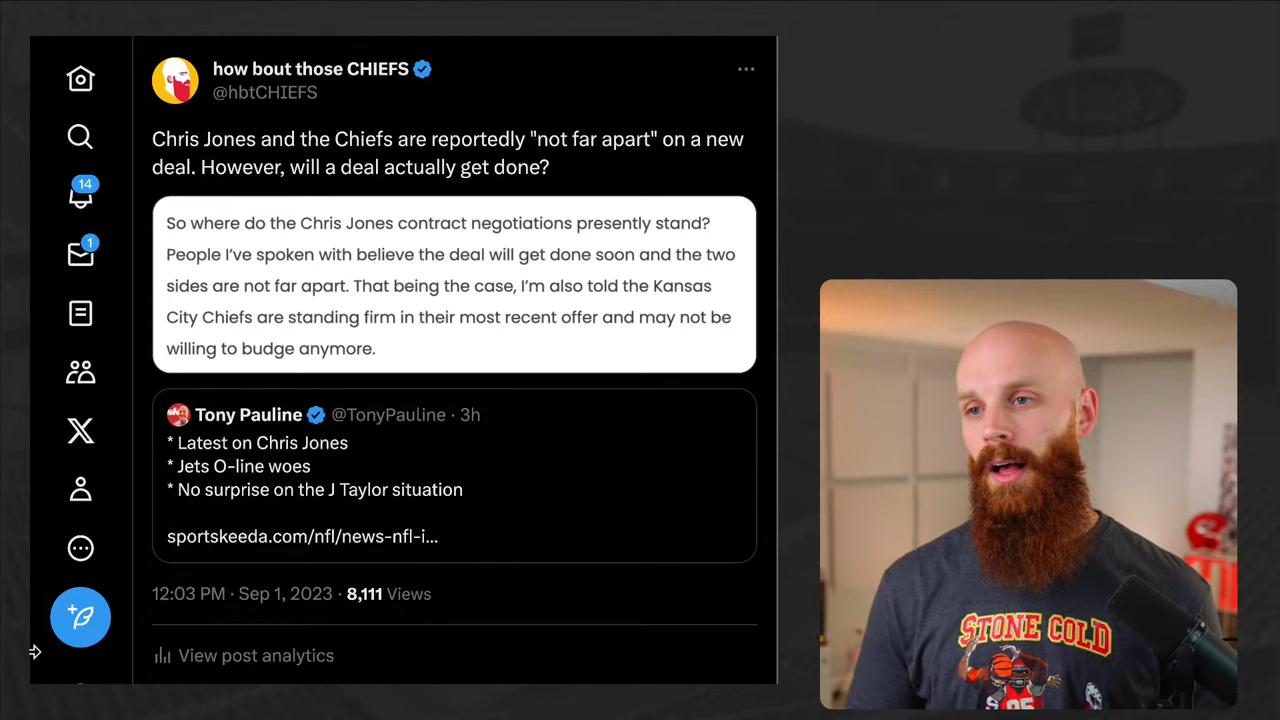 how bout those CHIEFS
@hbtCHIEFS
Chris Jones and the Chiefs are reportedly "not far apart" on a new
deal. However, will a deal actually get done?
14
1
So where do the Chris Jones contract negotiations presently stand?
People I’ve spoken with believe the deal will get done soon and the two
sides are not far apart. That being the case, I’m also told the Kansas
City Chiefs are standing firm in their most recent offer and may not be
willing to budge anymore.
Tony Pauline @TonyPauline · 3h
* Latest on Chris Jones
* Jets O-line woes
* No surprise on the J Taylor situation
sportskeeda.com/nfl/news-nfl-i...
12:03 PM · Sep 1, 2023 · 8,111 Views
View post analytics
STONE COLD
95